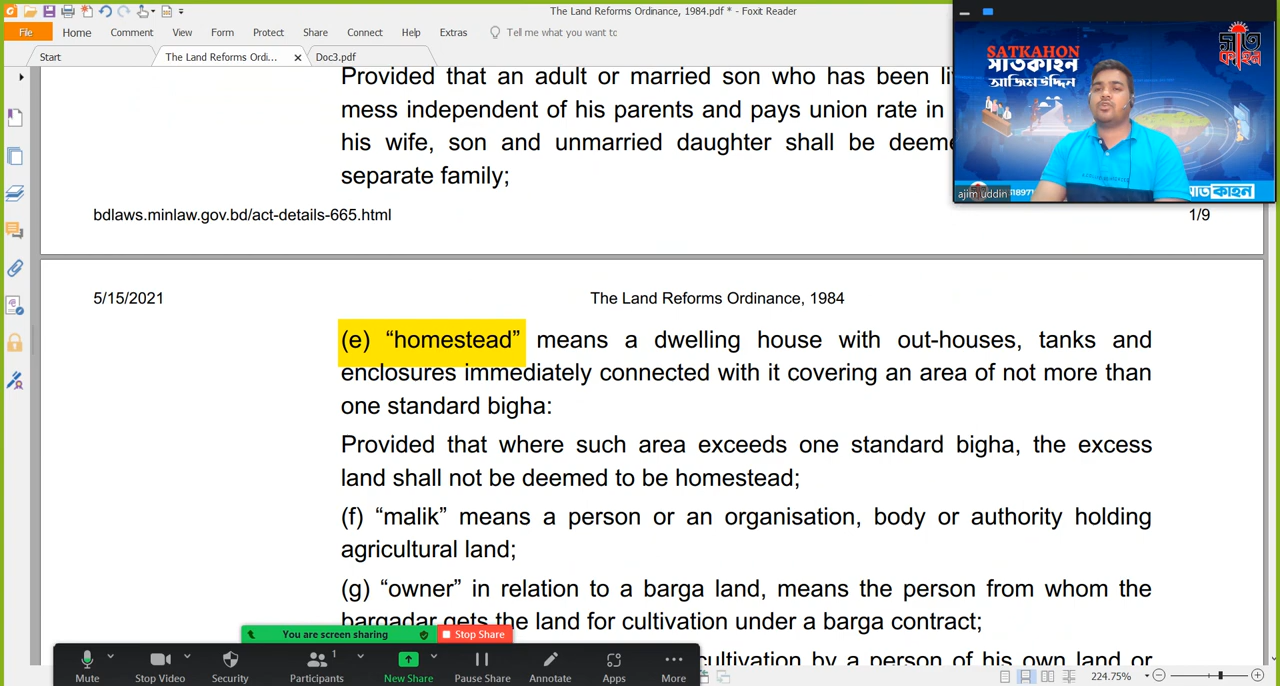 The Land Reforms Ordinance, 1984.pdf * - Foxit Reader
File Home Comment View Form Protect Share Connect Help Extras Tell me what you want tc
Start The Land Reforms Ordi... Doc3.pdf
Provided that an adult or married son who has been li
mess independent of his parents and pays union rate in
his wife, son and unmarried daughter shall be deeme
separate family;
bdlaws.minlaw.gov.bd/act-details-665.html 1/9
SATKAHON
সাতকাহন
আজিমউদ্দিন
সাত
কাহন
ajim uddin
কাহন
5/15/2021 The Land Reforms Ordinance, 1984
(e) “homestead” means a dwelling house with out-houses, tanks and
enclosures immediately connected with it covering an area of not more than
one standard bigha:
Provided that where such area exceeds one standard bigha, the excess
land shall not be deemed to be homestead;
(f) “malik” means a person or an organisation, body or authority holding
agricultural land;
(g) “owner” in relation to a barga land, means the person from whom the
bargadar gets the land for cultivation under a barga contract;
You are screen sharing Stop Share
cultivation by a person of his own land or
1
Mute Stop Video Security Participants New Share Pause Share Annotate Apps More
224.75%